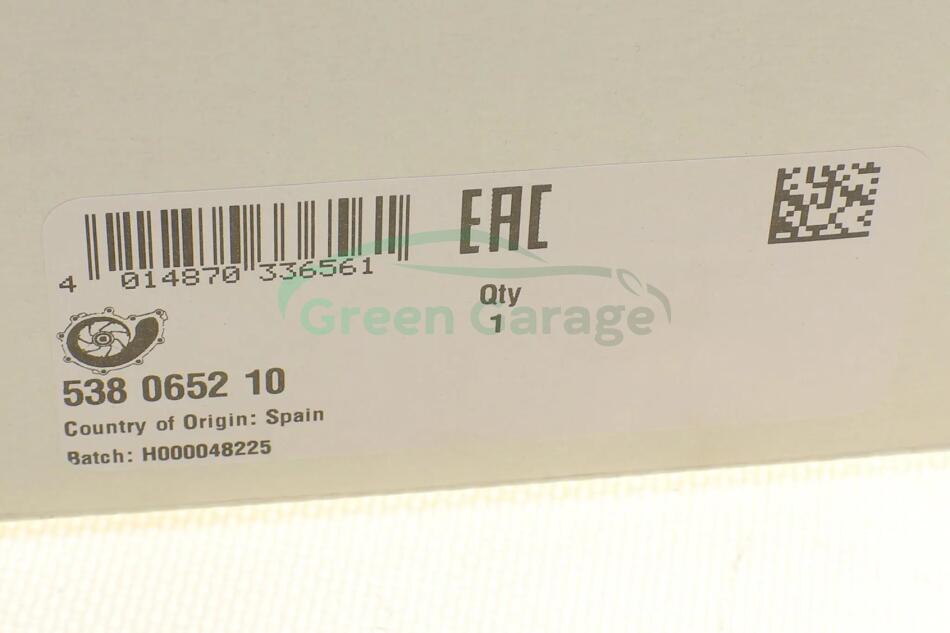 4 014870 336561
EAC
Qty
1
Green Garage
538 0652 10
Country of Origin: Spain
Batch: H000048225